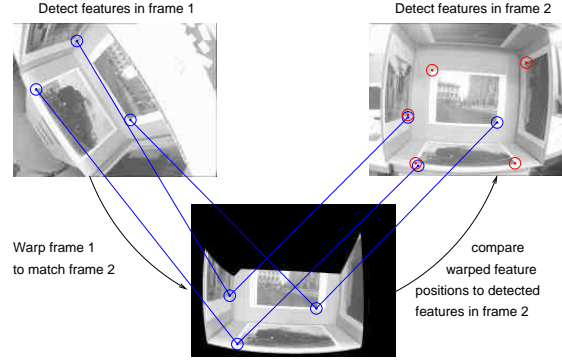 Detect features in frame 1
Detect features in frame 2
Warp frame 1
to match frame 2
compare
warped feature
positions to detected
features in frame 2